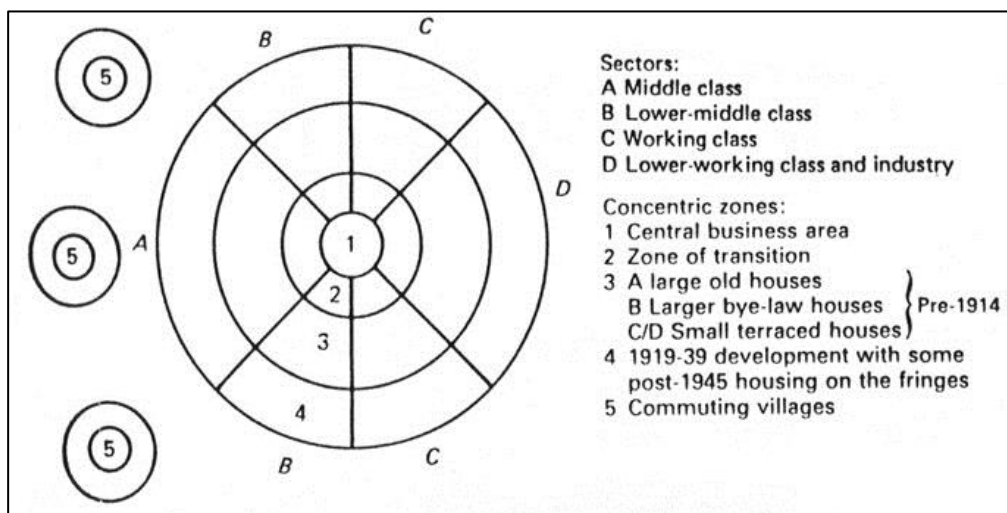 B
C
5
Sectors:
A Middle class
B Lower-middle class
C Working class
D Lower-working class and industry
D
A
1
5
Concentric zones:
1 Central business area
2 Zone of transition
2
3 A large old houses
B Larger bye-law houses
C/D Small terraced houses
Pre-1914
3
4 1919-39 development with some
post-1945 housing on the fringes
5 Commuting villages
4
5
B
C